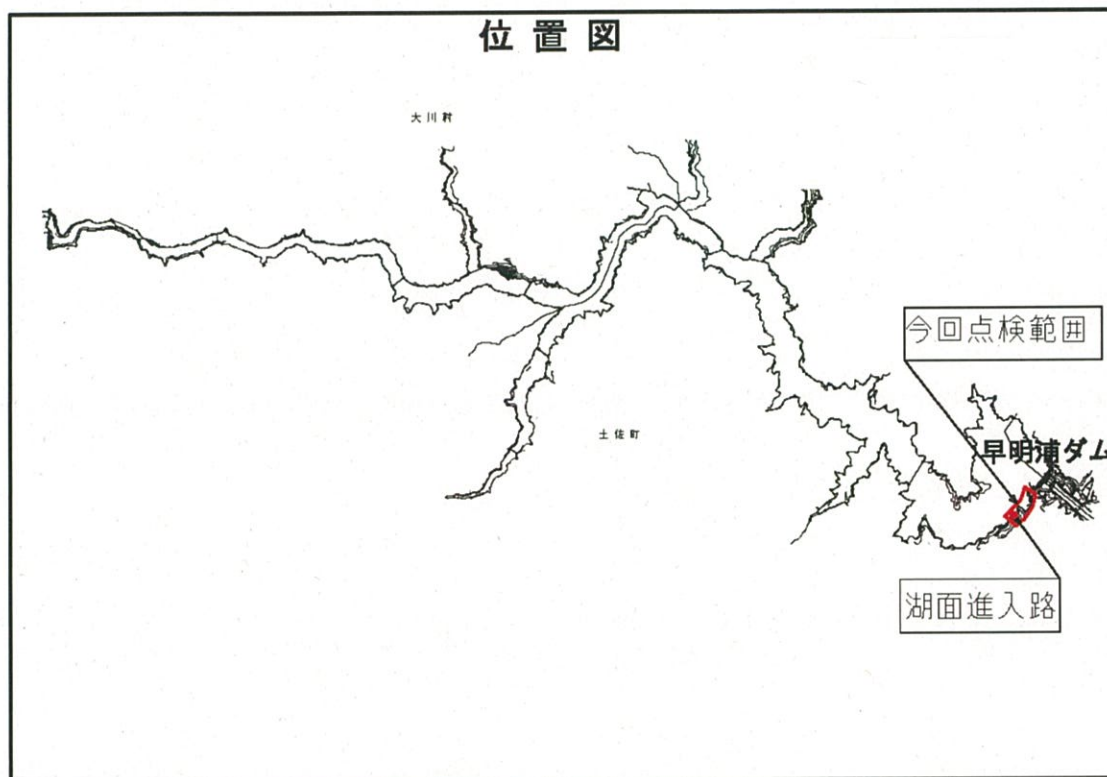 位置図
大川村
今回点検範囲
土佐町
早明浦ダム
湖面進入路